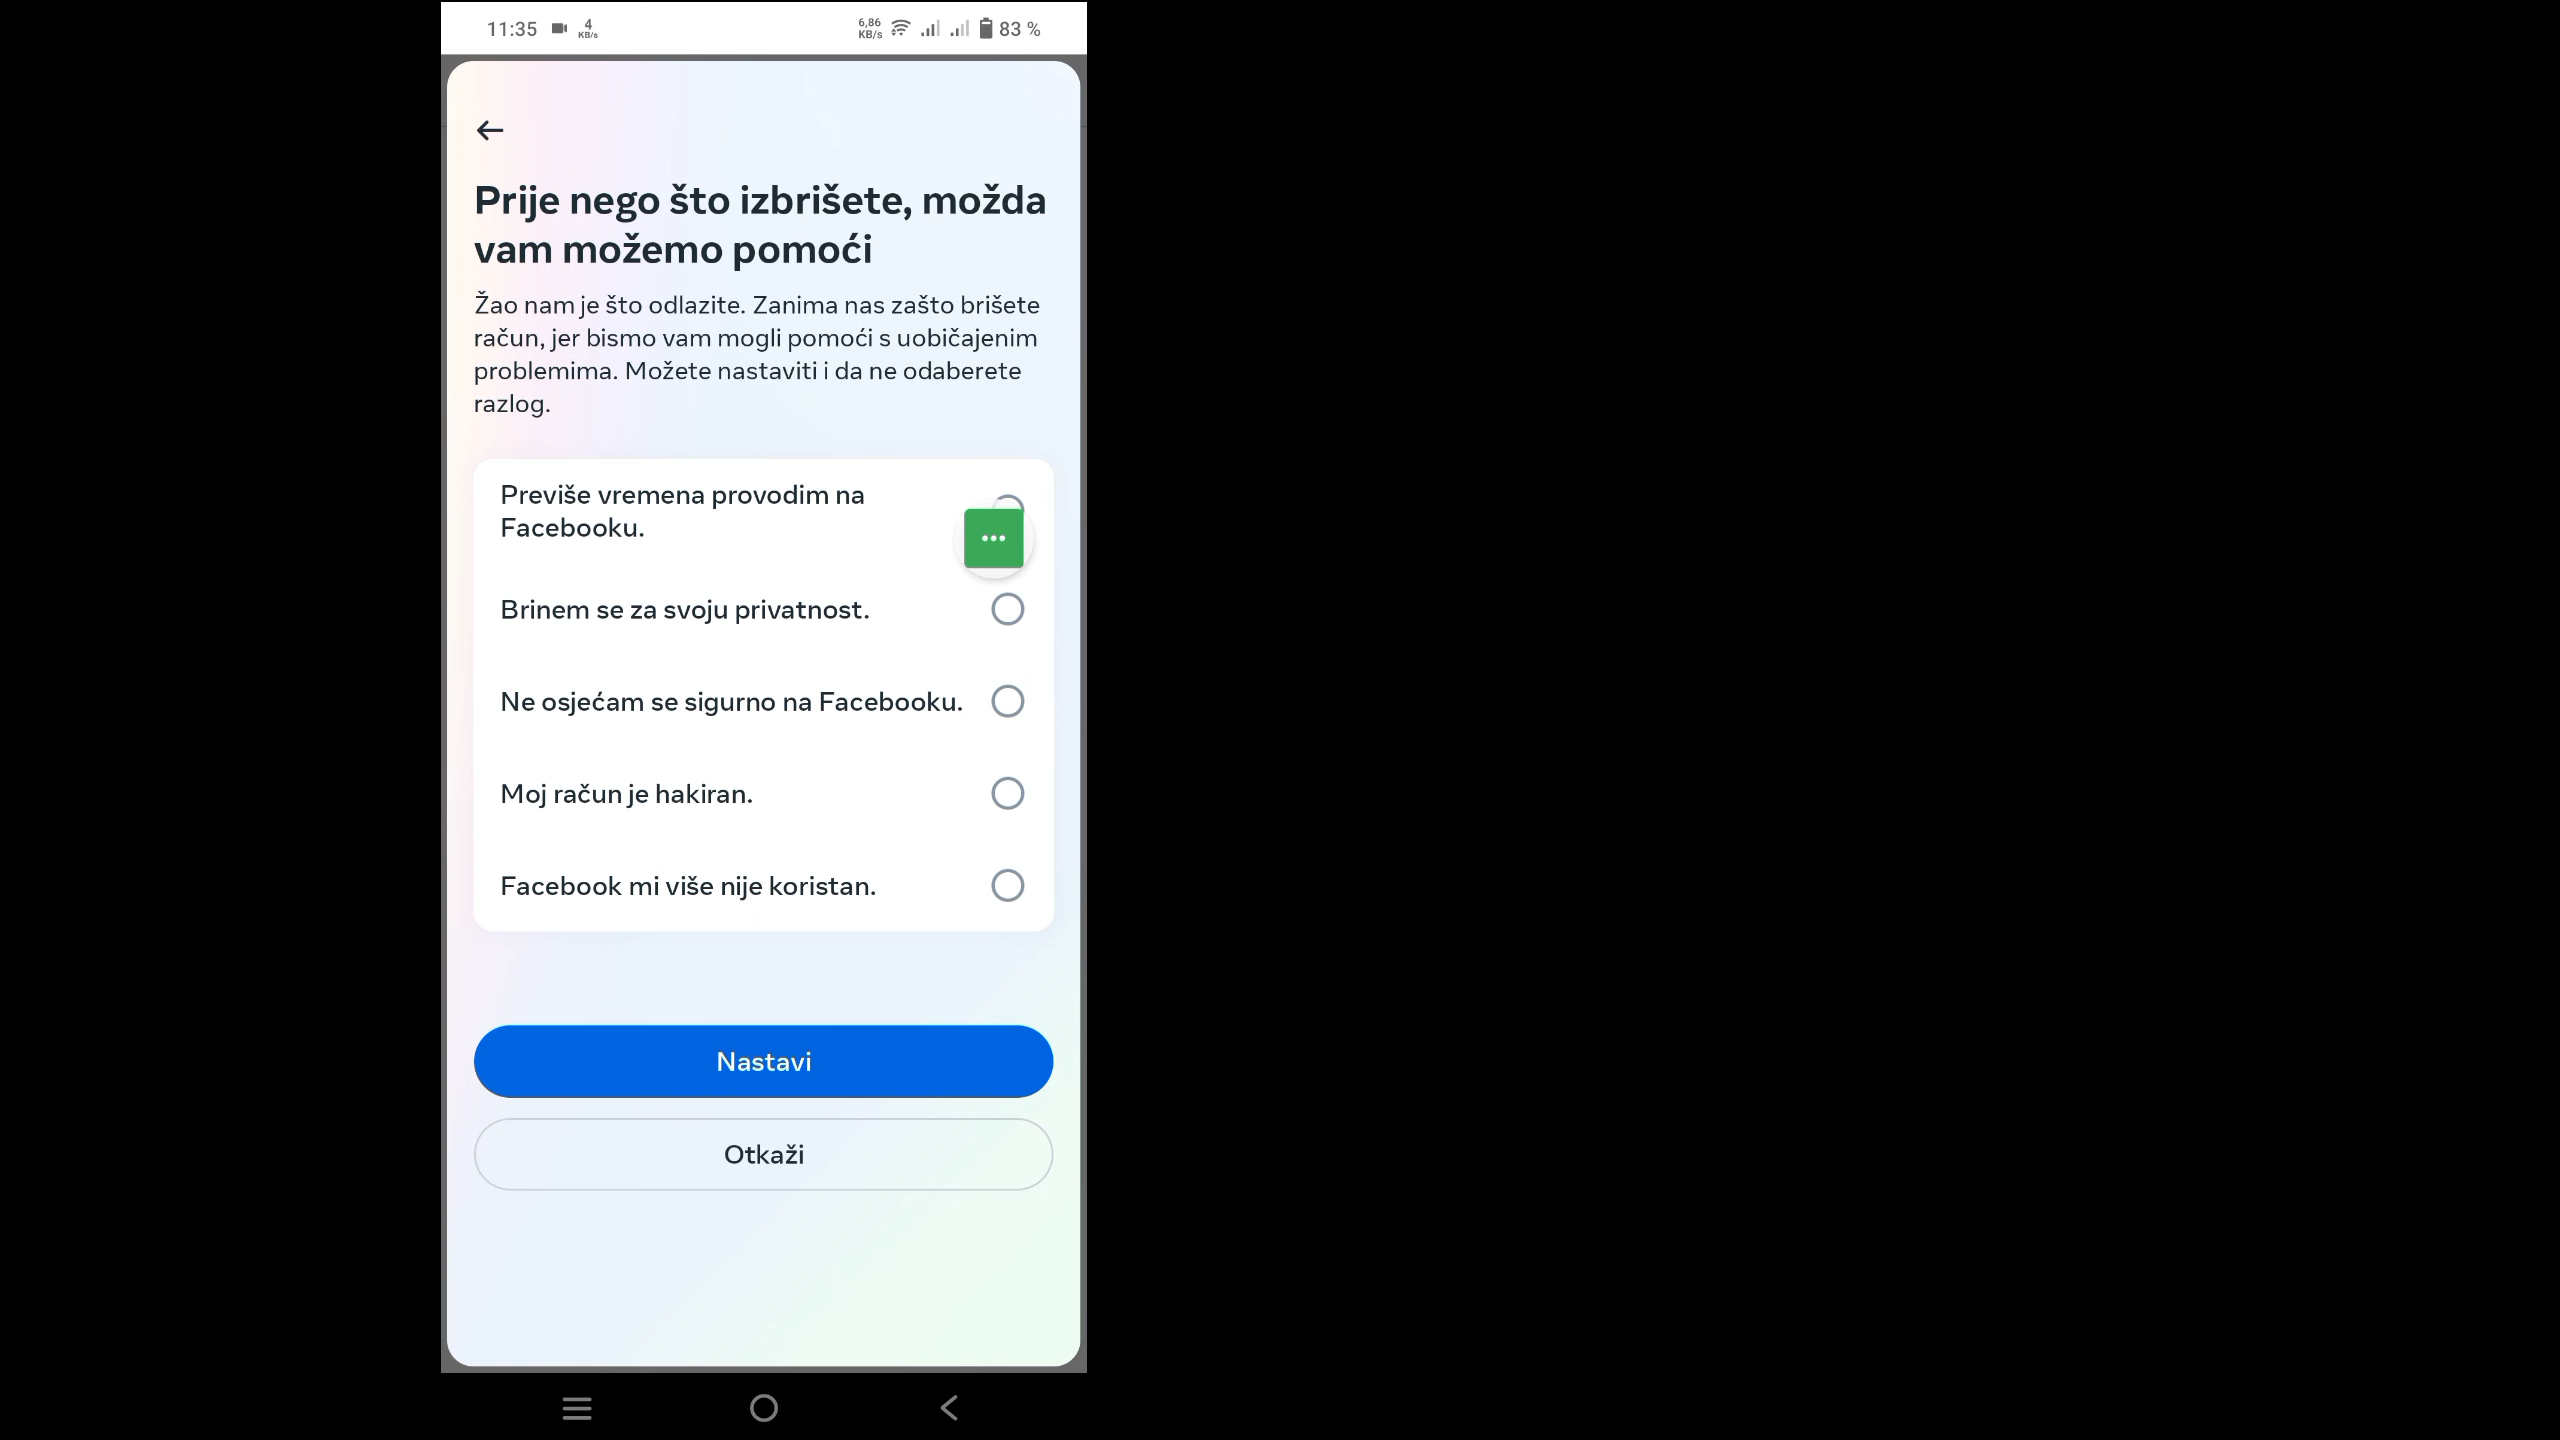 11:35 4 KB/s 6,86 KB/s 83 %
Prije nego što izbrišete, možda
vam možemo pomoći
Žao nam je što odlazite. Zanima nas zašto brišete
račun, jer bismo vam mogli pomoći s uobičajenim
problemima. Možete nastaviti i da ne odaberete
razlog.
Previše vremena provodim na
Facebooku.
Brinem se za svoju privatnost.
Ne osjećam se sigurno na Facebooku.
Moj račun je hakiran.
Facebook mi više nije koristan.
Nastavi
Otkaži